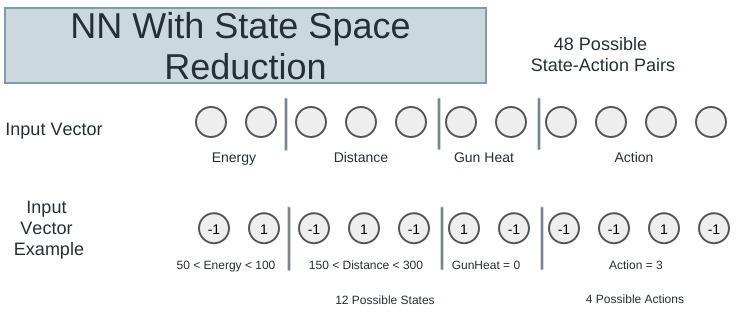 NN With State Space
Reduction
48 Possible
State-Action Pairs
Input Vector
Energy
Distance
Gun Heat
Action
Input
Vector
Example
-1 1 -1 1 -1 1 -1 -1 -1 1 -1
50 < Energy < 100
150 < Distance < 300
GunHeat = 0
Action = 3
12 Possible States
4 Possible Actions